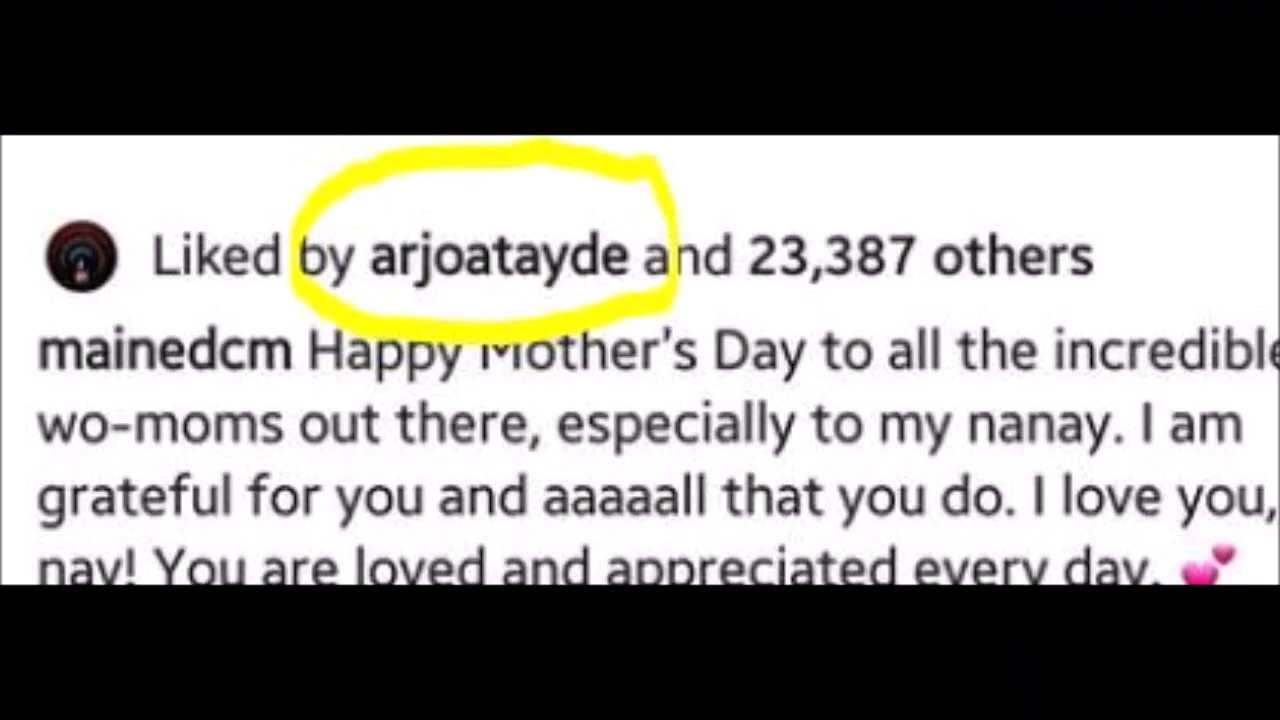 Liked by arjoatayde and 23,387 others
mainedcm Happy Mother's Day to all the incredible
wo-moms out there, especially to my nanay. I am
grateful for you and aaaaall that you do. I love you,
nay! You are loved and appreciated every day. 💕